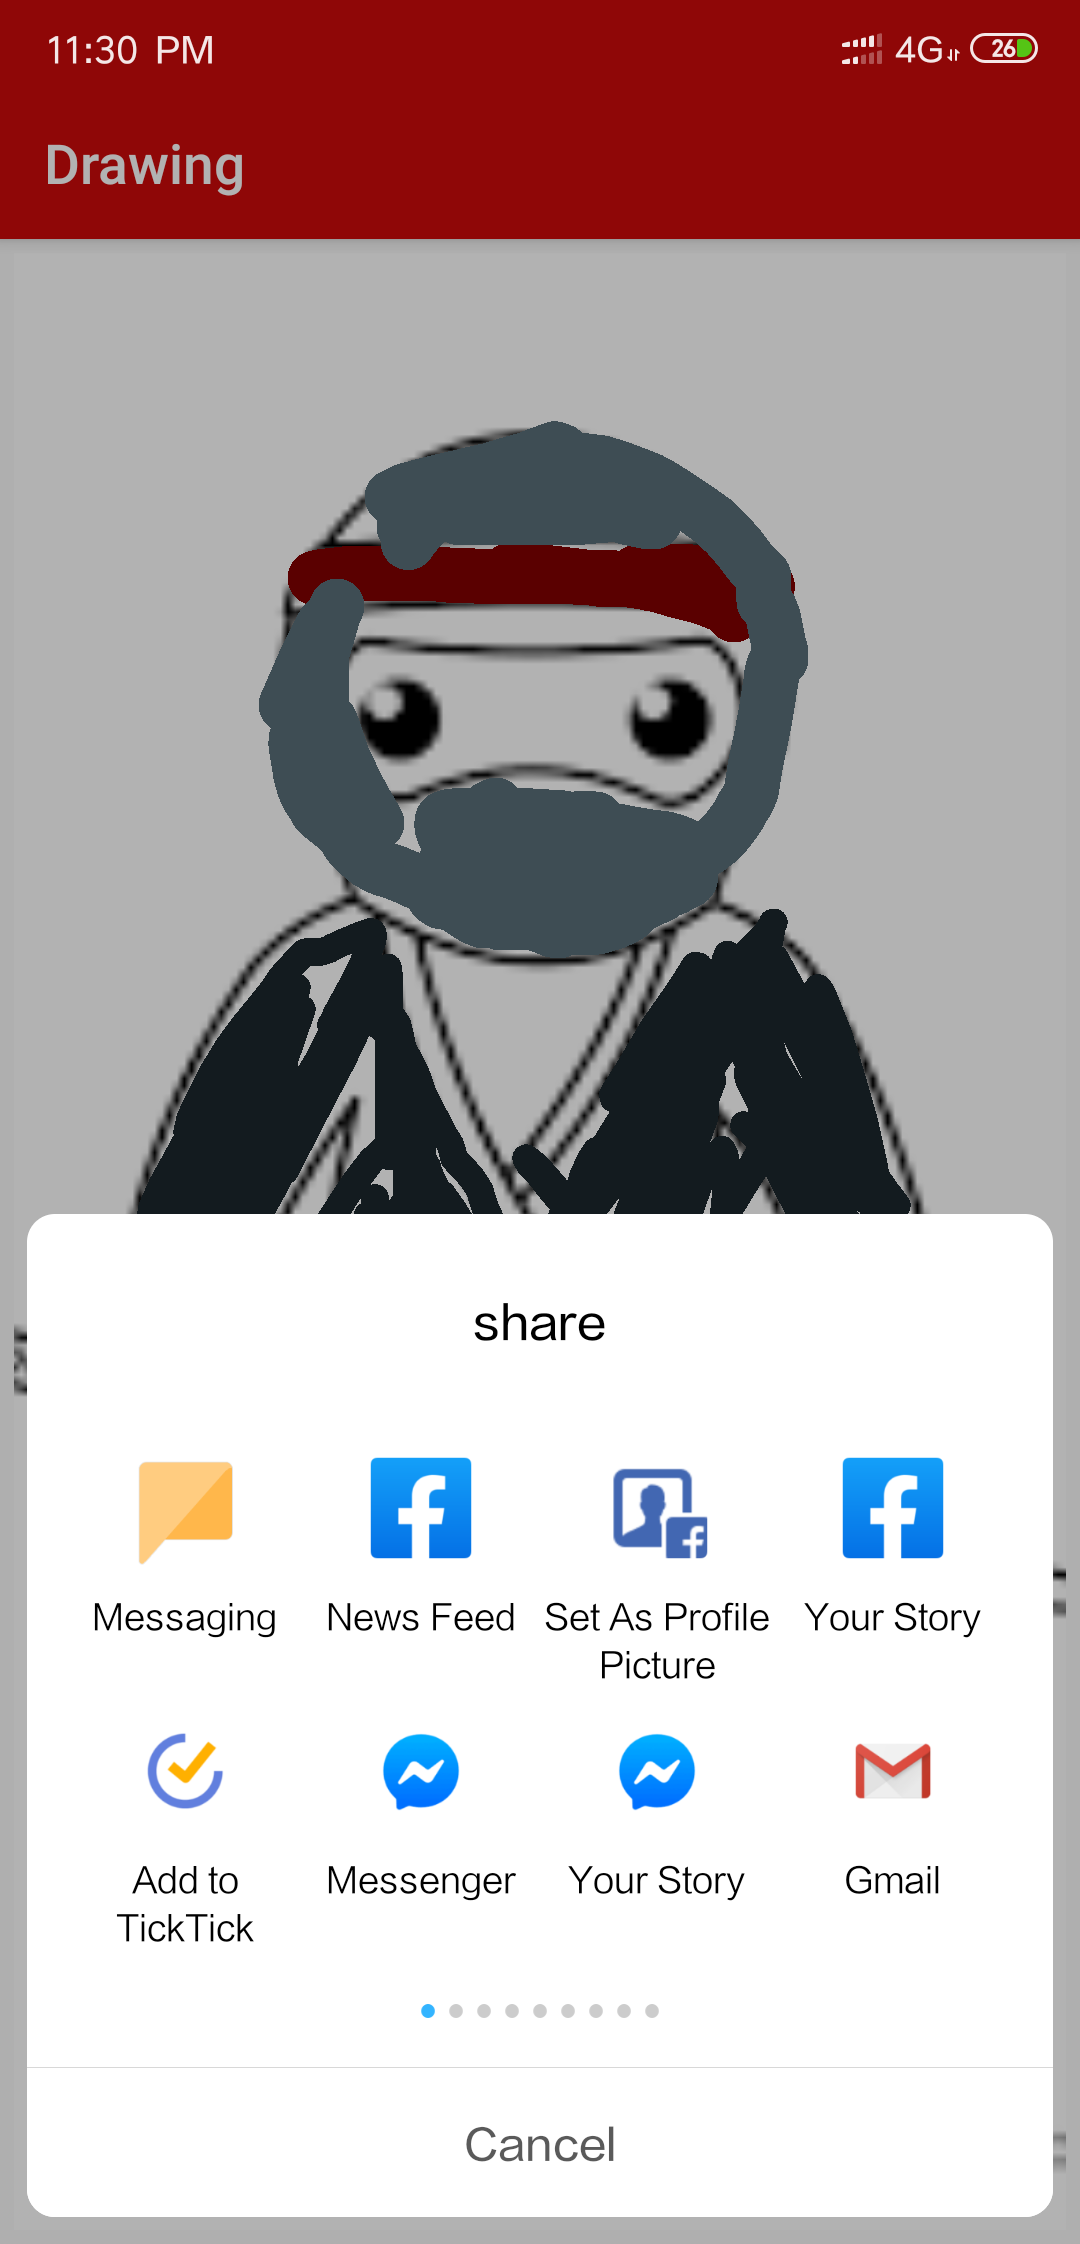 11:30 PM 4G 26
Drawing
share
Messaging News Feed Set As Profile Your Story
Picture
Add to Messenger Your Story Gmail
TickTick
Cancel